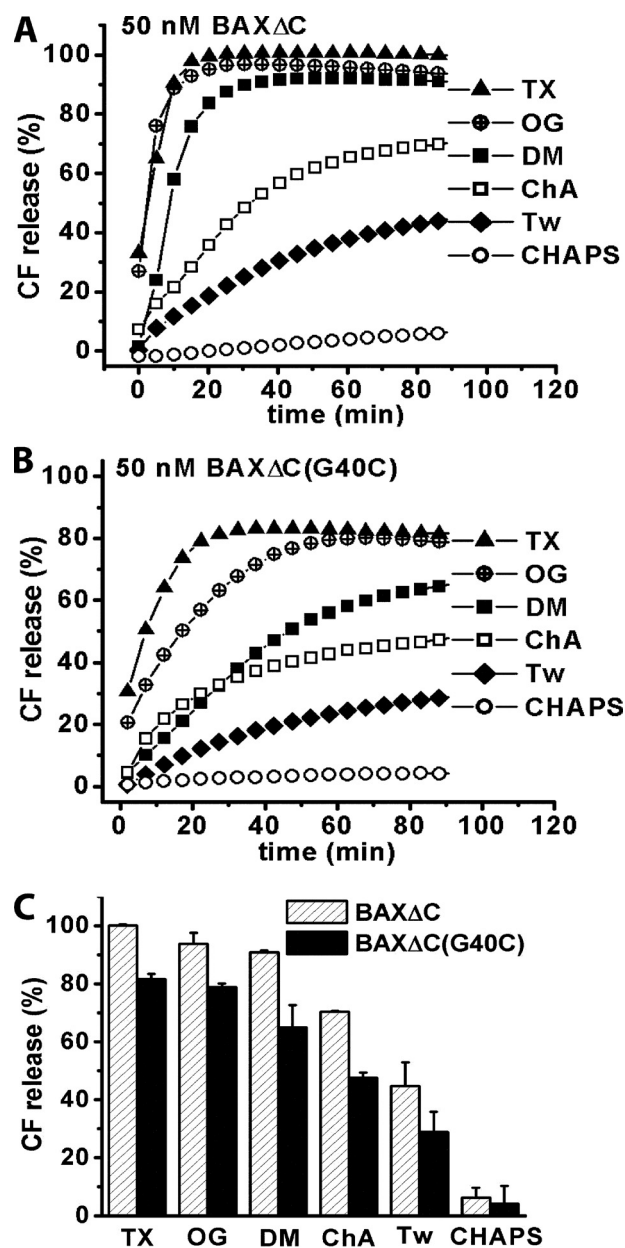 A
50 nM BAXΔC
CF release (%)
100
80
60
40
20
0
0 20 40 60 80 100 120
time (min)
TX
OG
DM
ChA
Tw
CHAPS
B
50 nM BAXΔC(G40C)
CF release (%)
100
80
60
40
20
0
0 20 40 60 80 100 120
time (min)
TX
OG
DM
ChA
Tw
CHAPS
C
BAXΔC
BAXΔC(G40C)
CF release (%)
100
80
60
40
20
0
TX OG DM ChA Tw CHAPS